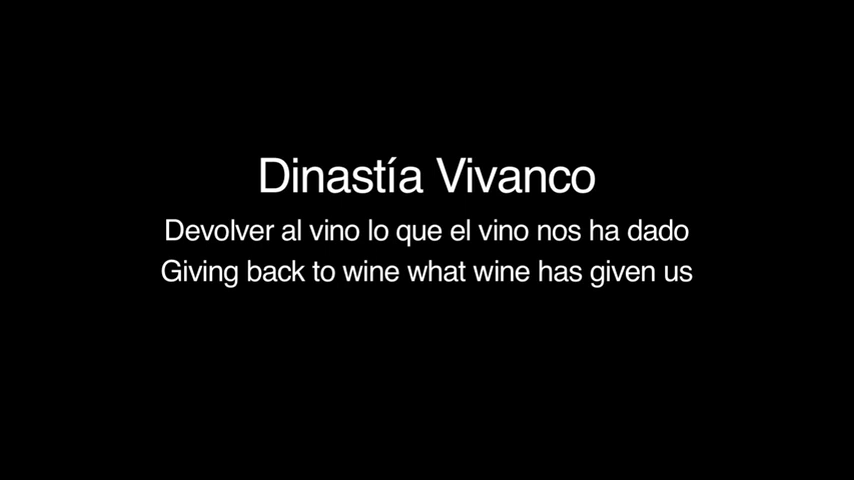 Dinastía Vivanco
Devolver al vino lo que el vino nos ha dado
Giving back to wine what wine has given us